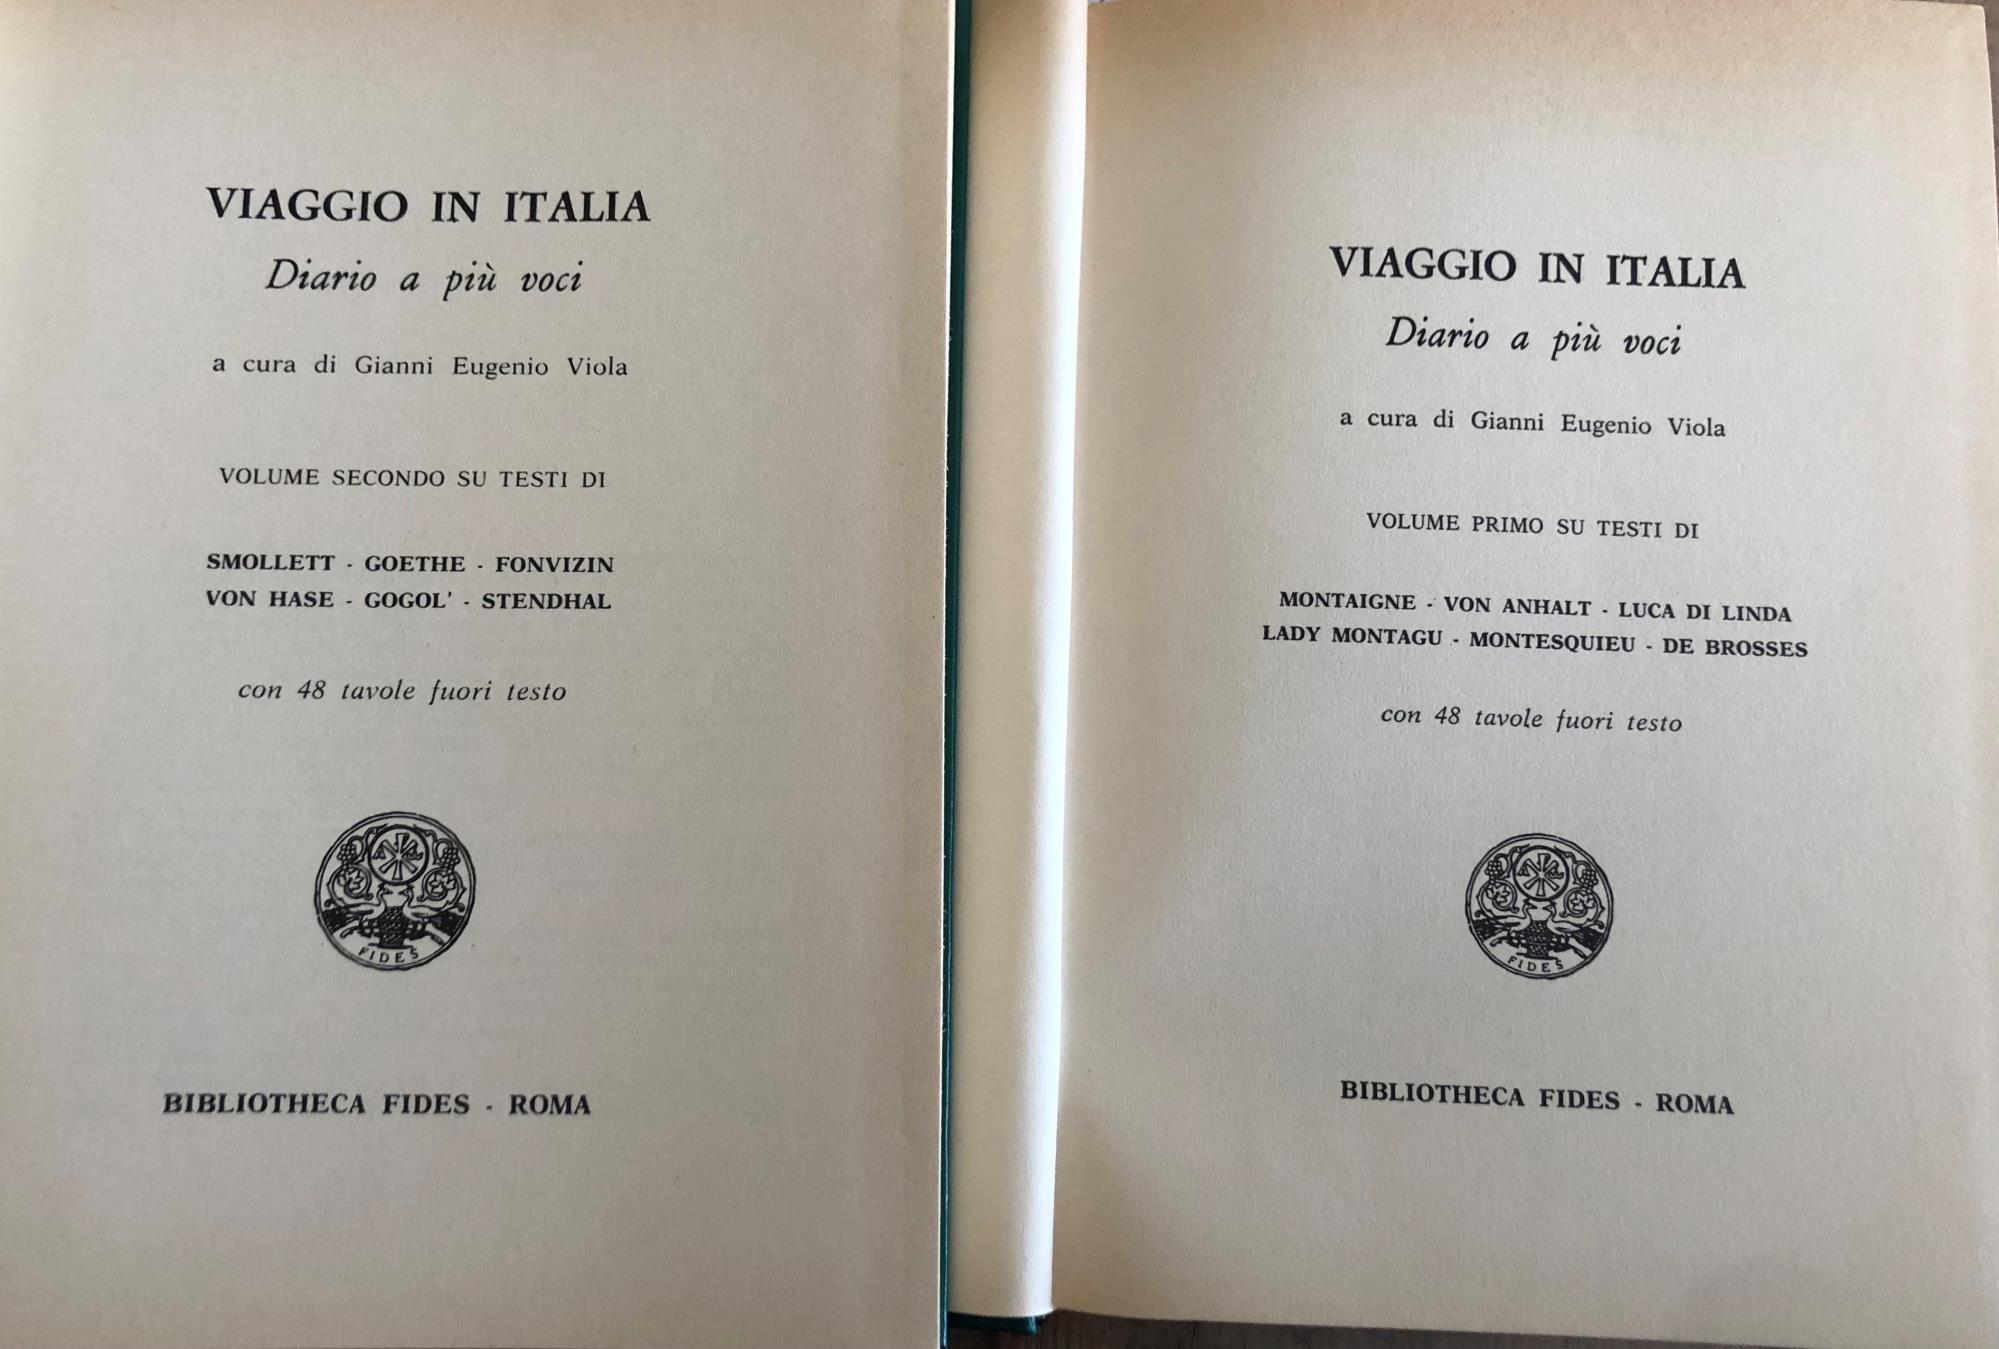 VIAGGIO IN ITALIA
Diario a più voci
a cura di Gianni Eugenio Viola
VOLUME SECONDO SU TESTI DI
SMOLLETT - GOETHE - FONVIZIN
VON HASE - GOGOL' - STENDHAL
con 48 tavole fuori testo
FIDES
BIBLIOTHECA FIDES - ROMA
VIAGGIO IN ITALIA
Diario a più voci
a cura di Gianni Eugenio Viola
VOLUME PRIMO SU TESTI DI
MONTAIGNE - VON ANHALT - LUCA DI LINDA
LADY MONTAGU - MONTESQUIEU - DE BROSSES
con 48 tavole fuori testo
FIDES
BIBLIOTHECA FIDES - ROMA